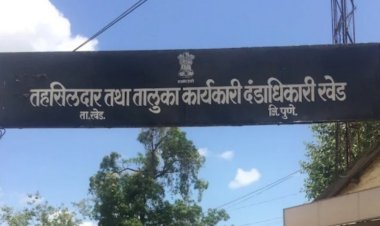 तहसिलदार तथा तालुका कार्यकारी दंडाधिकारी खेड
ता.खेड. जि.पुणे.